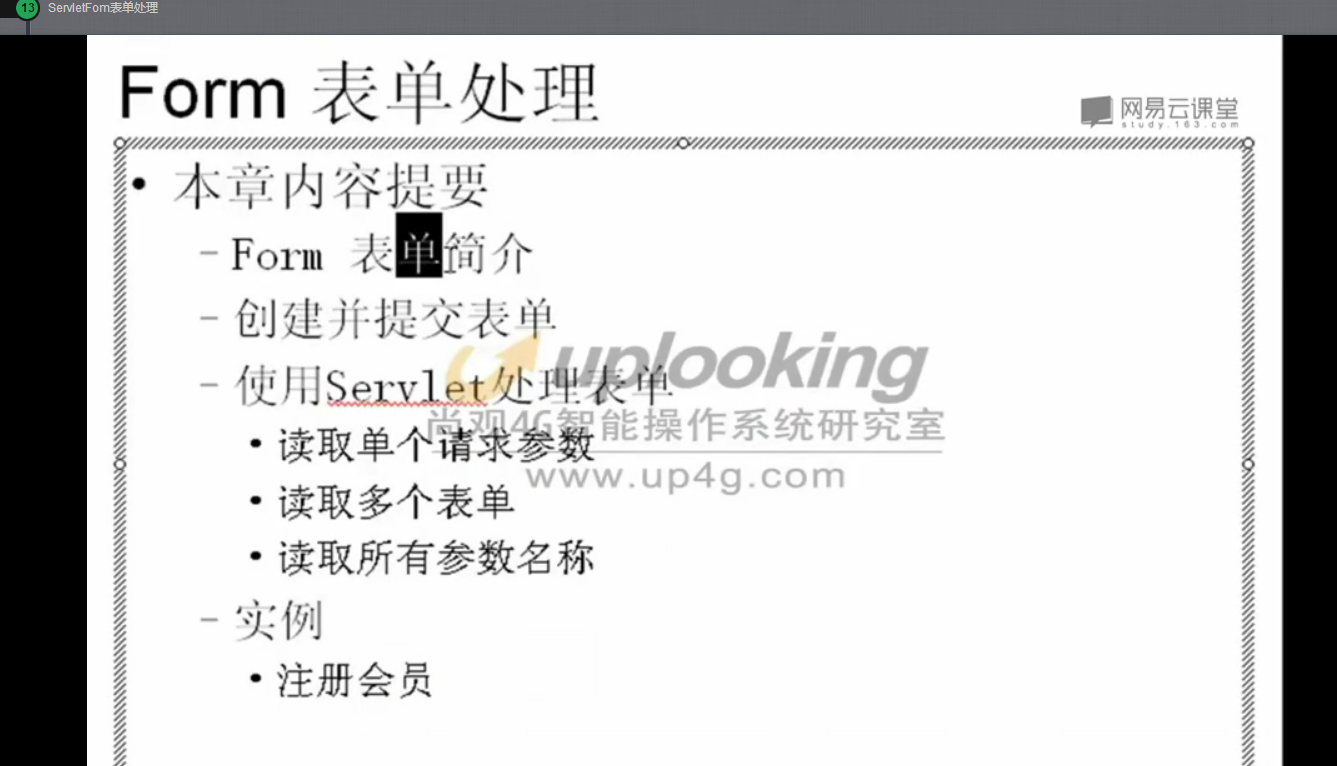 13 ServletFom表单处理
Form 表单处理
网易云课堂
study.163.com
• 本章内容提要
– Form 表单简介
– 创建并提交表单
– 使用Servlet处理表单
• 读取单个请求参数
• 读取多个表单
• 读取所有参数名称
– 实例
• 注册会员
uplooking
尚观4G智能操作系统研究室
www.up4g.com